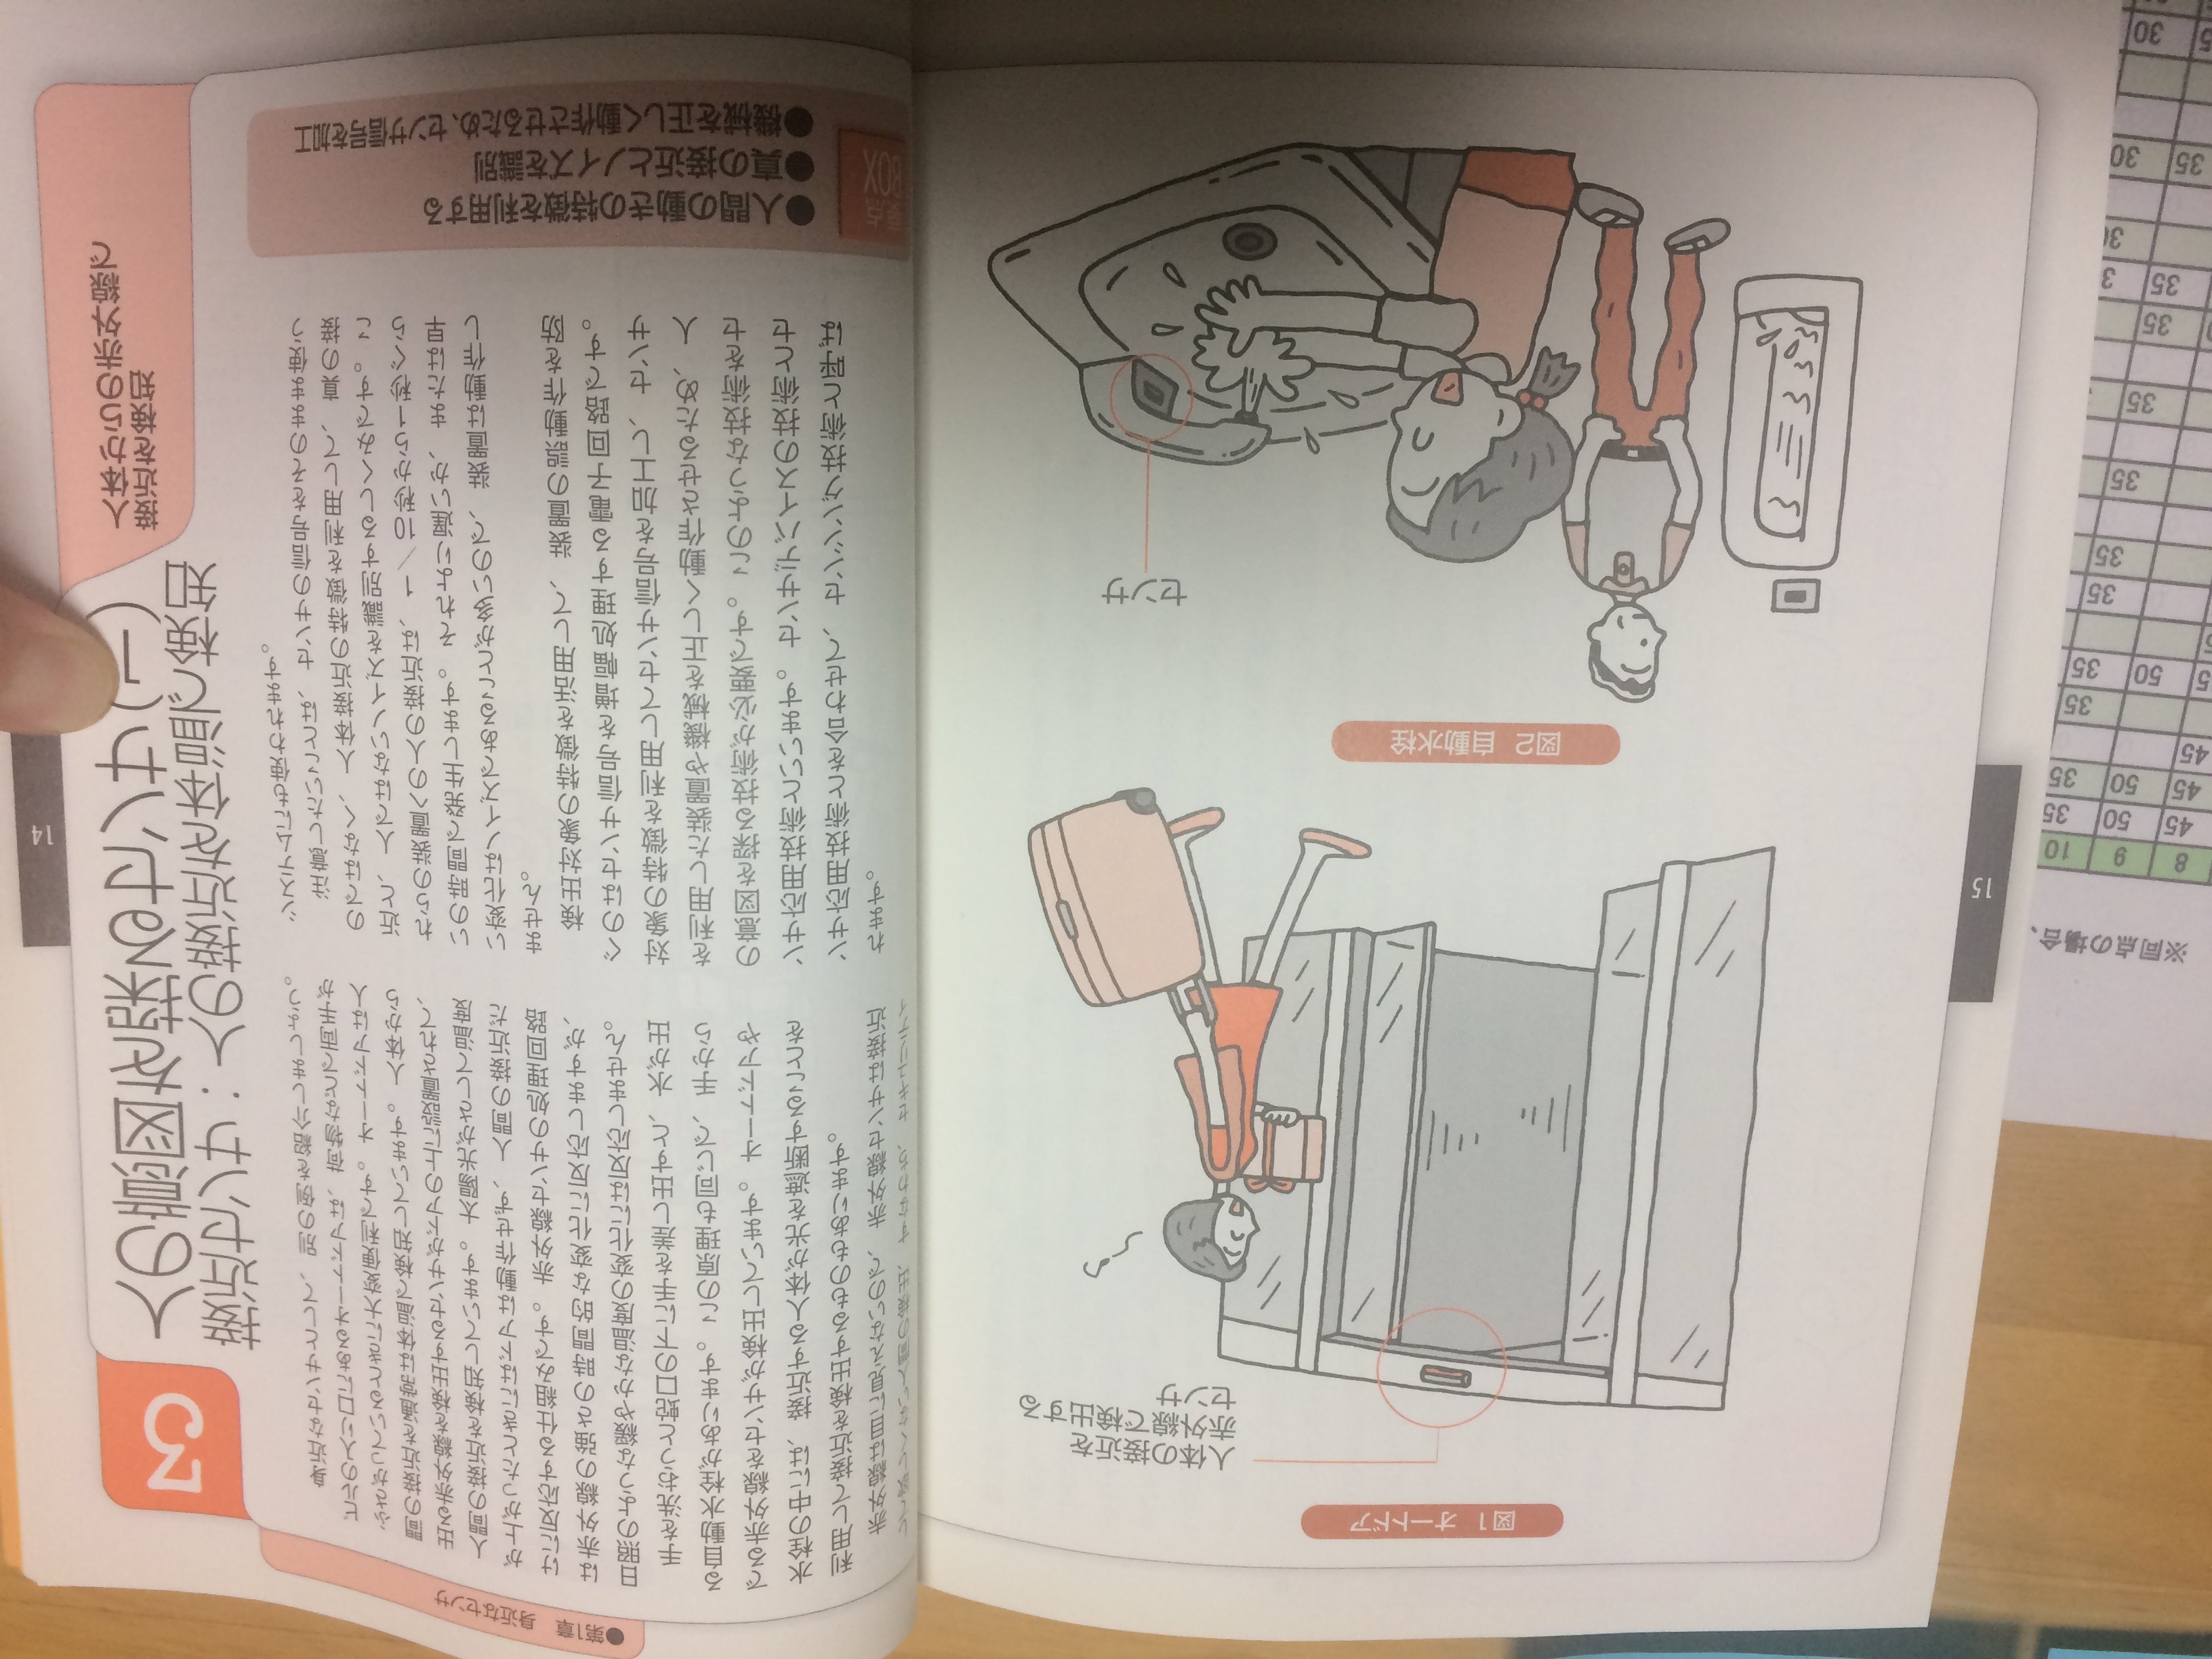 ●第1章 身近なセンサ
3
人の意図を探るセンサ(1)
接近センサ：人の接近を体温で検知
人体からの赤外線で
接近を検知
14
身近なセンサとして、別の例を紹介しましょう。
ビルの入り口にあるオートドアは、荷物などで両手が
ふさがっているときに大変便利です。オートドアは人
間の接近を通常は体温で検知しています。人体から
出る赤外線を検出するセンサがドアの上に設置されて、
人間の接近を検知しています。太陽光がさして温度
が上がったときにはドアは動作せず、人間の接近だ
けに反応する仕組みです。赤外線センサの処理回路
は赤外線の強さの時間的な変化に反応しますが、
日照のような緩やかな温度の変化には反応しません。
手を洗おうと蛇口の下に手を差し出すと、水が出
る自動水栓があります。この原理も同じで、手から
でる赤外線をセンサが検出しています。オートドアや
水栓の中には、接近する人体が光を遮断することを
利用して接近を検出するものもあります。
赤外線は目に見えないので、赤外線センサは接近
して欲しくない人間の検出、すなわち、セキュリティ
システムにも使われます。
注意したいことは、センサの信号をそのまま使う
のではなく、人体接近の特徴を利用して、真の接
近と、人ではないノイズを識別するしくみです。こ
れらの装置への人の接近は、1／10秒から1秒ぐら
いの時間で発生します。それより遅いか、または早
い変化はノイズであることが多いので、装置は動作し
ません。
検出対象の特徴を活用して、装置の誤動作を防
ぐのはセンサ信号を増幅処理する電子回路です。
対象の特徴を利用してセンサ信号を加工し、センサ
を利用した装置や機械を正しく動作させるため、人
の意図を探る技術が必要です。このような技術をセ
ンサ応用技術といいます。センサデバイスの技術とセ
ンサ応用技術とを合わせて、センシング技術と呼ば
れます。
要点
BOX
●人間の動きの特徴を利用する
●真の接近とノイズを識別
●機械を正しく動作させるため、センサ信号を加工
図1 オートドア
人体の接近を
赤外線で検出する
センサ
図2 自動水栓
センサ
15
※同点の場合、
8 9 10
45 50 35
45 50 35
45
35
5 50 35
35
35
35
35
35
35
35 30
30